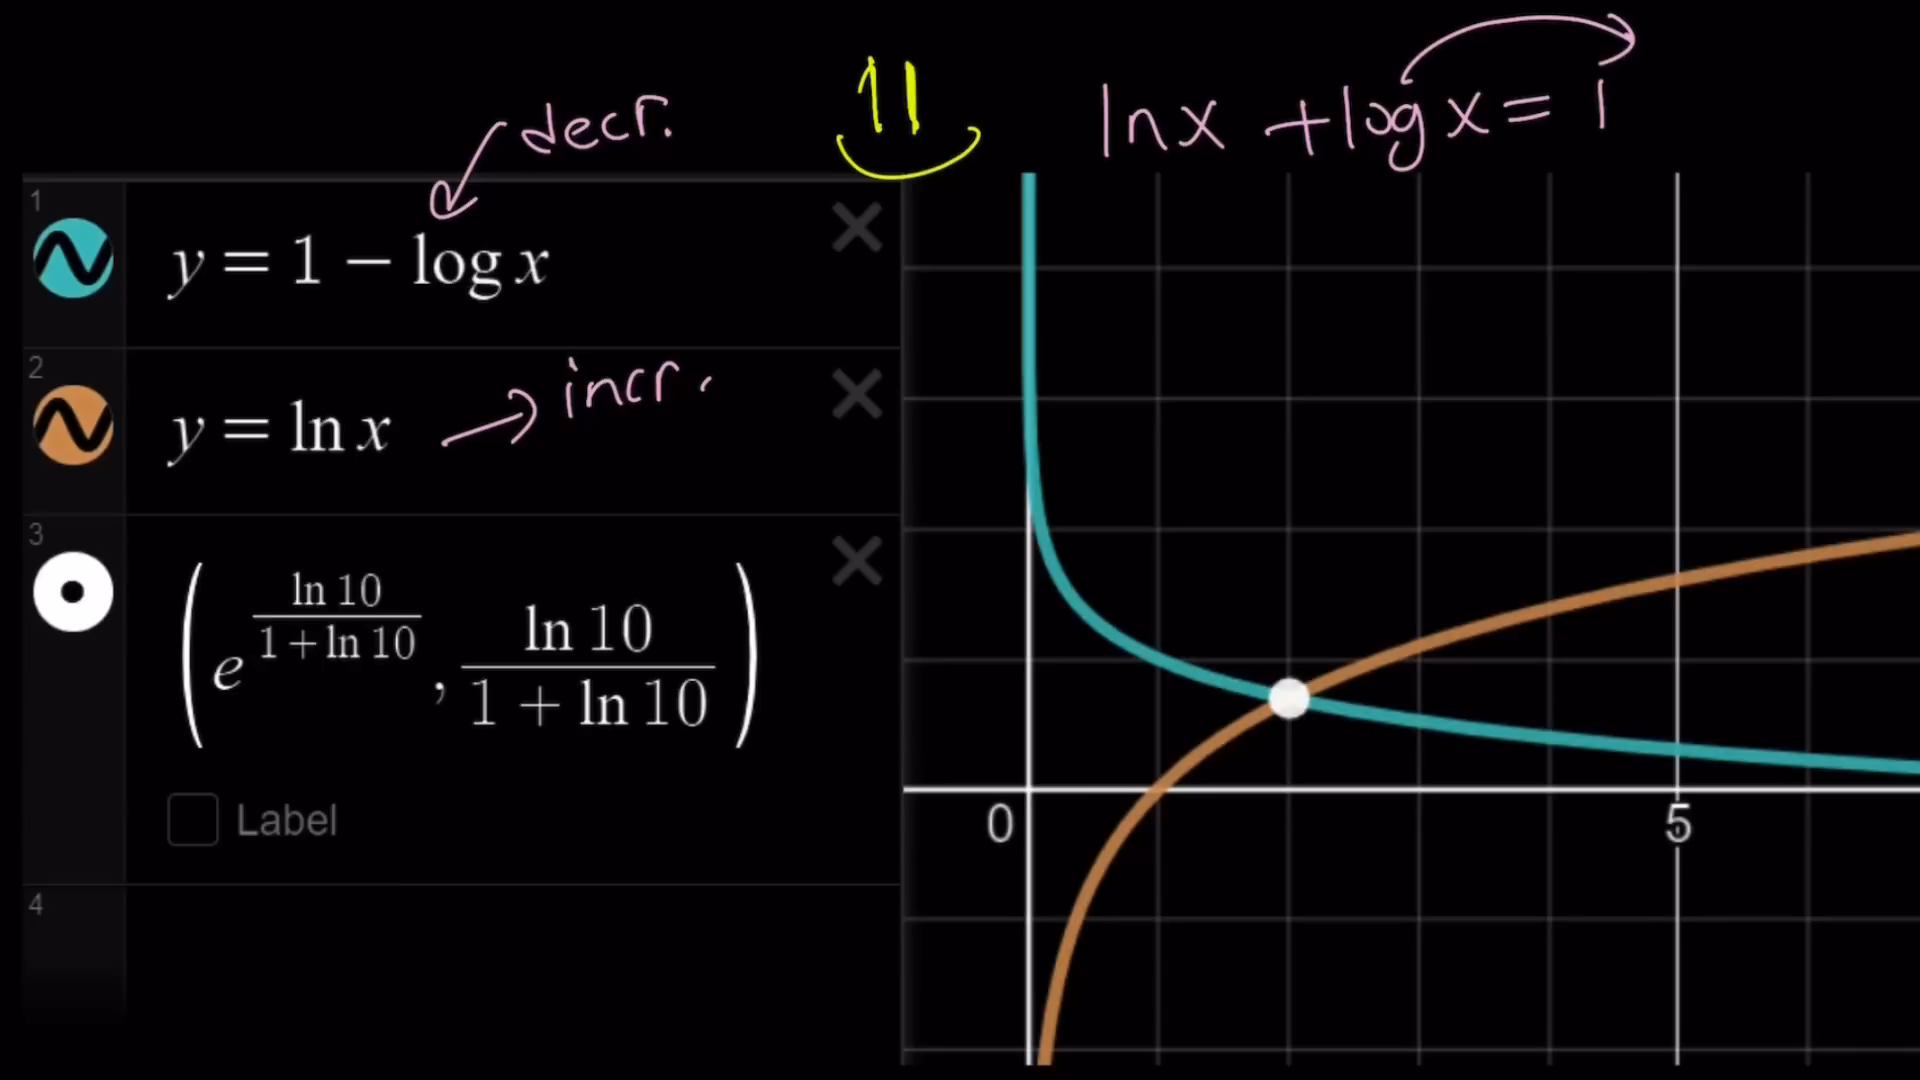 decr.
ln x + log x = 1
1
y = 1 − log x
2
y = ln x
incr.
3
(e^(ln 10 / (1 + ln 10)), ln 10 / (1 + ln 10))
Label
4
0
5